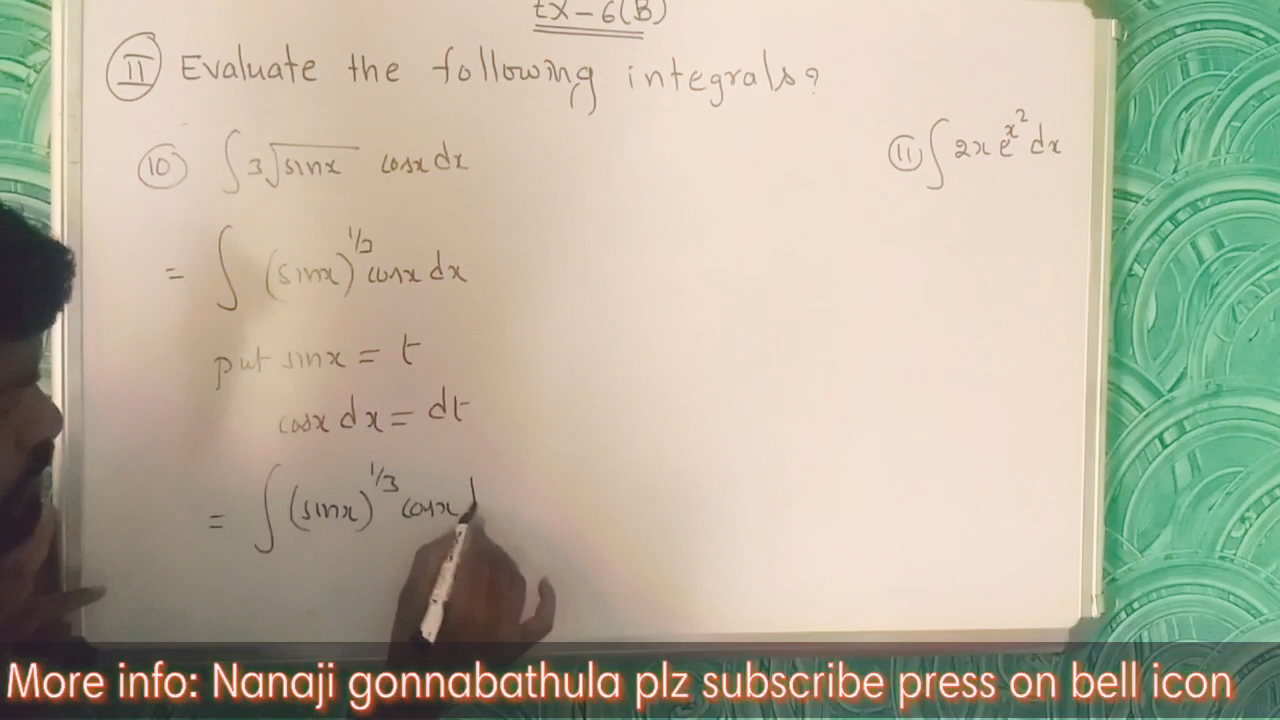 EX-6(B)
II Evaluate the following integrals?
10 ∫ 3√sinx cosx dx
11 ∫ 2x e^x² dx
= ∫ (sinx)^1/3 cosx dx
put sinx = t
cosx dx = dt
= ∫ (sinx)^1/3 cosx
More info: Nanaji gonnabathula plz subscribe press on bell icon